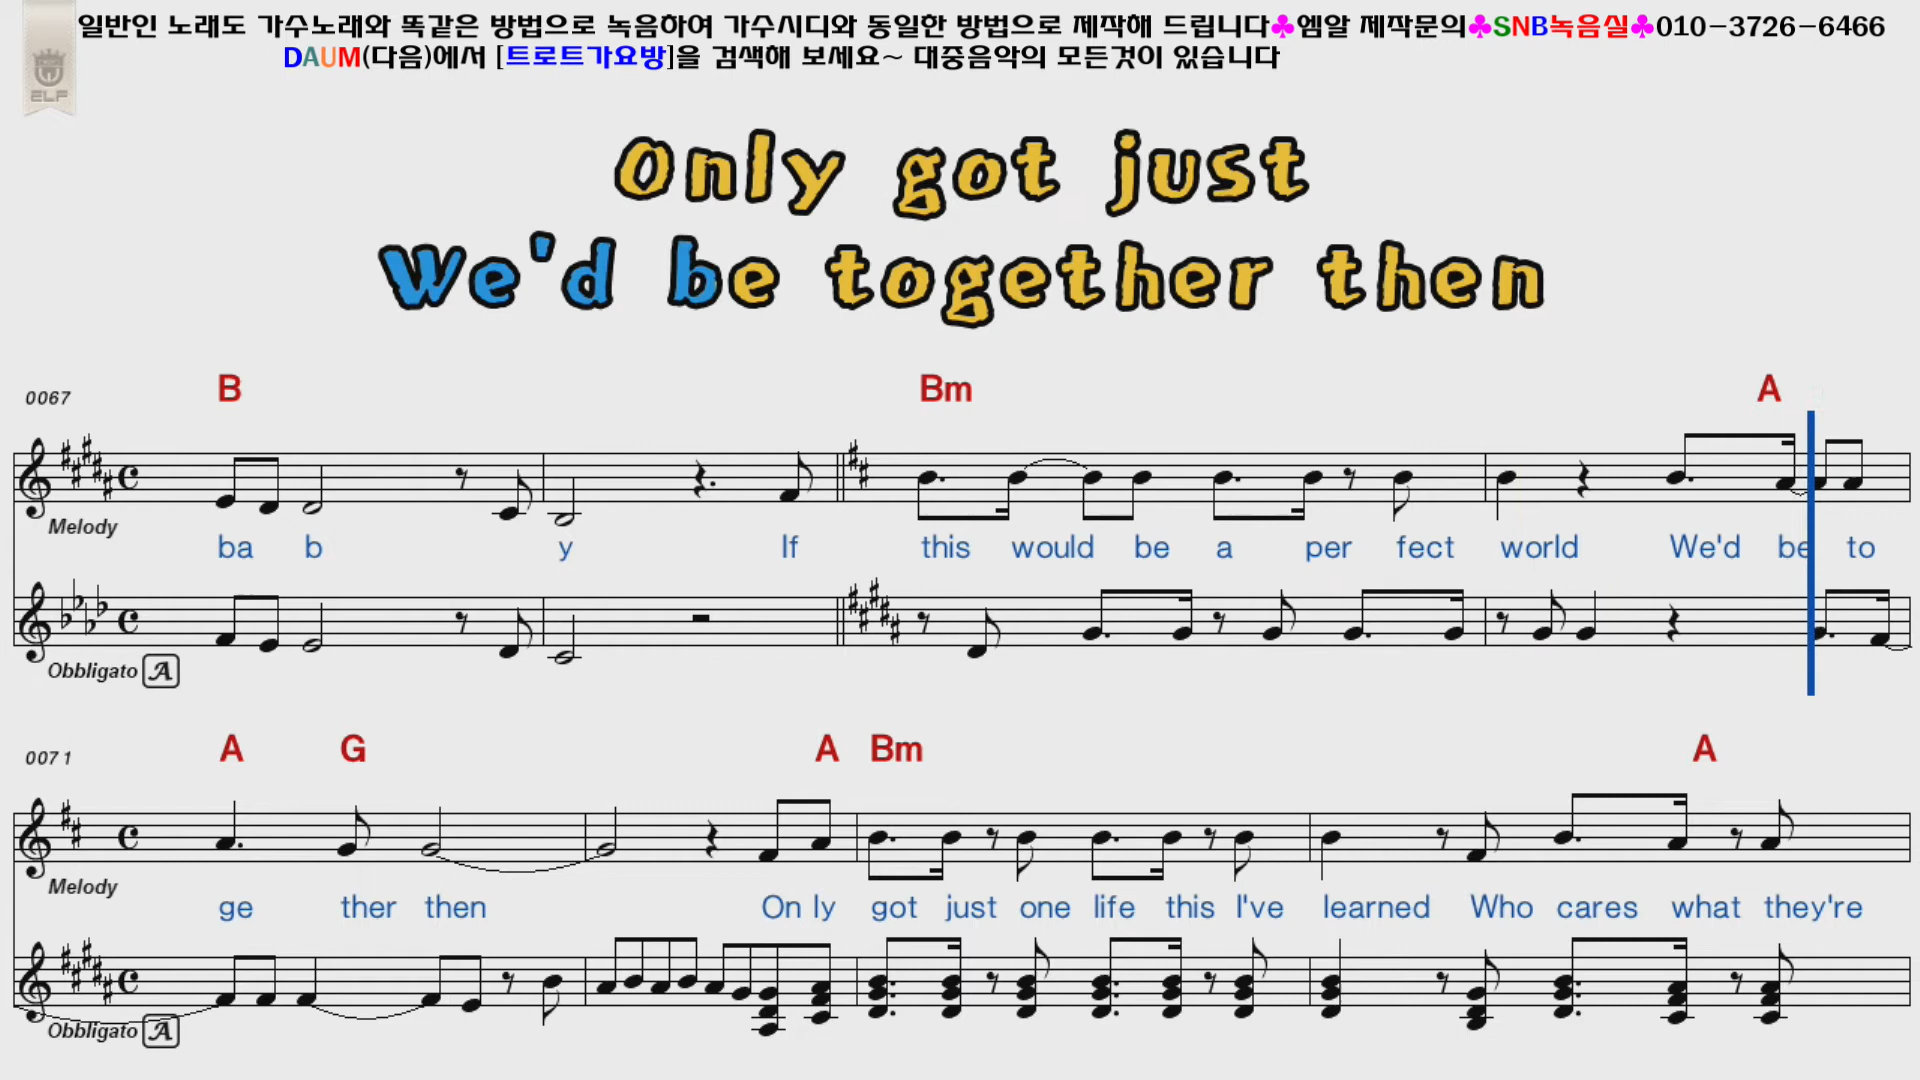 일반인 노래도 가수노래와 똑같은 방법으로 녹음하여 가수시디와 동일한 방법으로 제작해 드립니다♣엠알 제작문의♣SNB녹음실♣010-3726-6466
DAUM(다음)에서 [트로트가요방]을 검색해 보세요~ 대중음악의 모든것이 있습니다
ELF
Only got just
We'd be together then
0067 B Bm A
Melody
ba b y If this would be a per fect world We'd be to
Obbligato A
0071 A G A Bm A
Melody
ge ther then On ly got just one life this I've learned Who cares what they're
Obbligato A